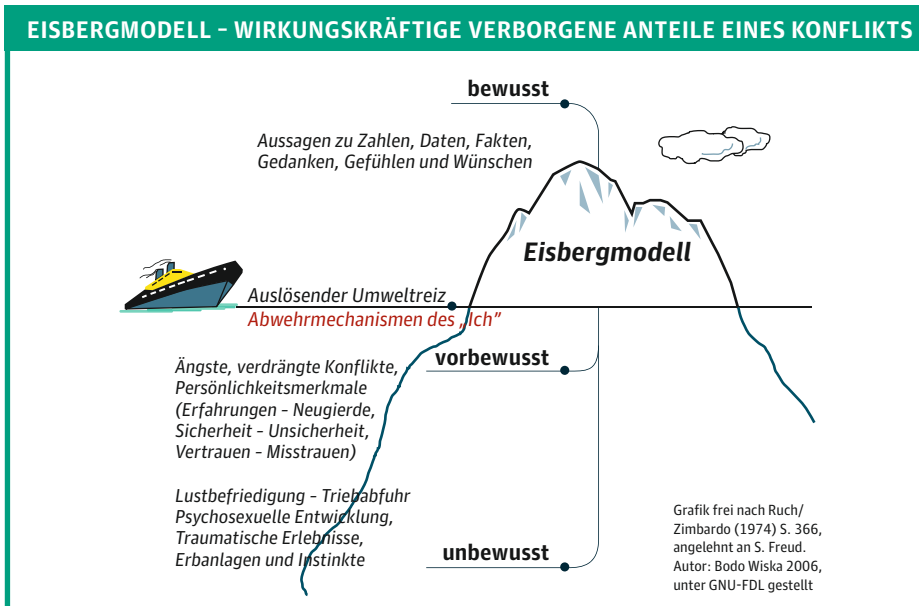 EISBERGMODELL – WIRKUNGSKRÄFTIGE VERBORGENE ANTEILE EINES KONFLIKTS
bewusst
Aussagen zu Zahlen, Daten, Fakten,
Gedanken, Gefühlen und Wünschen
Eisbergmodell
Auslösender Umweltreiz
Abwehrmechanismen des „Ich”
vorbewusst
Ängste, verdrängte Konflikte,
Persönlichkeitsmerkmale
(Erfahrungen - Neugierde,
Sicherheit - Unsicherheit,
Vertrauen - Misstrauen)
Lustbefriedigung - Triebabfuhr
Psychosexuelle Entwicklung,
Traumatische Erlebnisse,
Erbanlagen und Instinkte
unbewusst
Grafik frei nach Ruch/
Zimbardo (1974) S. 366,
angelehnt an S. Freud.
Autor: Bodo Wiska 2006,
unter GNU-FDL gestellt